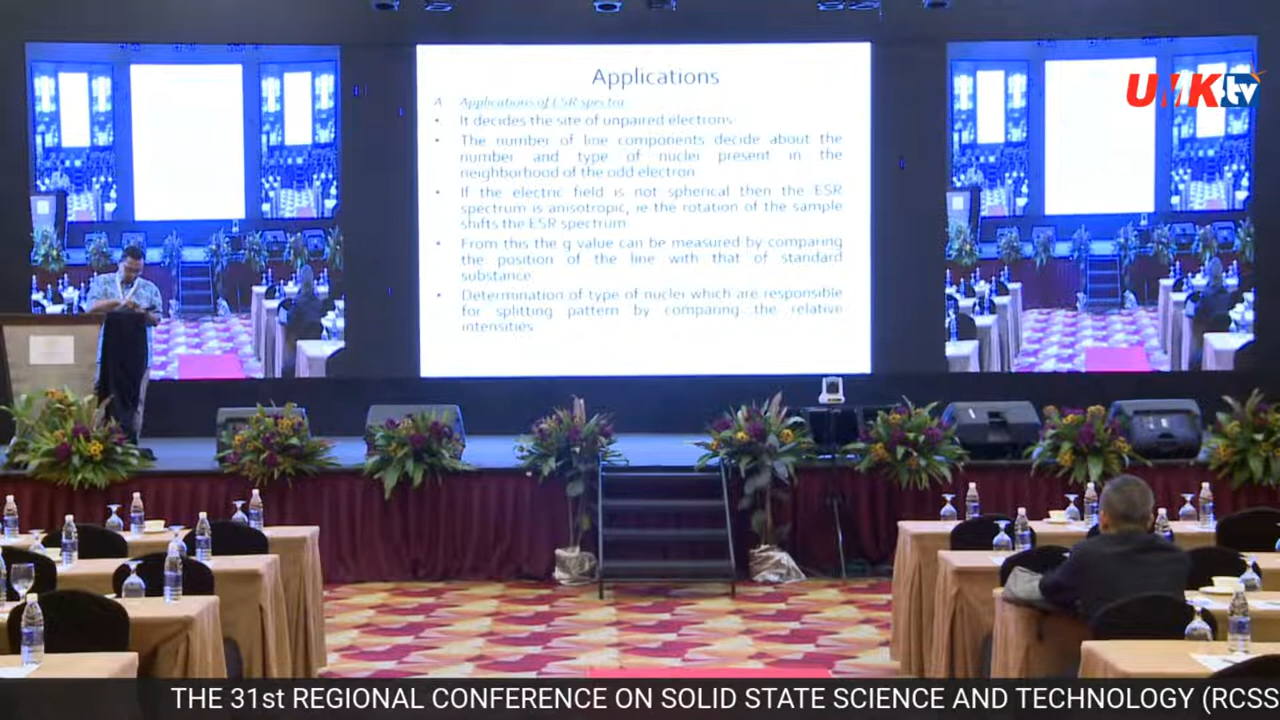 UMKtv
Applications
A Applications of ESR spectra
• It decides the site of unpaired electrons
• The number of line components decide about the
number and type of nuclei present in the
neighborhood of the odd electron
• If the electric field is not spherical then the ESR
spectrum is anisotropic, ie the rotation of the sample
shifts the ESR spectrum
• From this the g value can be measured by comparing
the position of the line with that of standard
substance
• Determination of type of nuclei which are responsible
for splitting pattern by comparing the relative
intensities
THE 31st REGIONAL CONFERENCE ON SOLID STATE SCIENCE AND TECHNOLOGY (RCSS